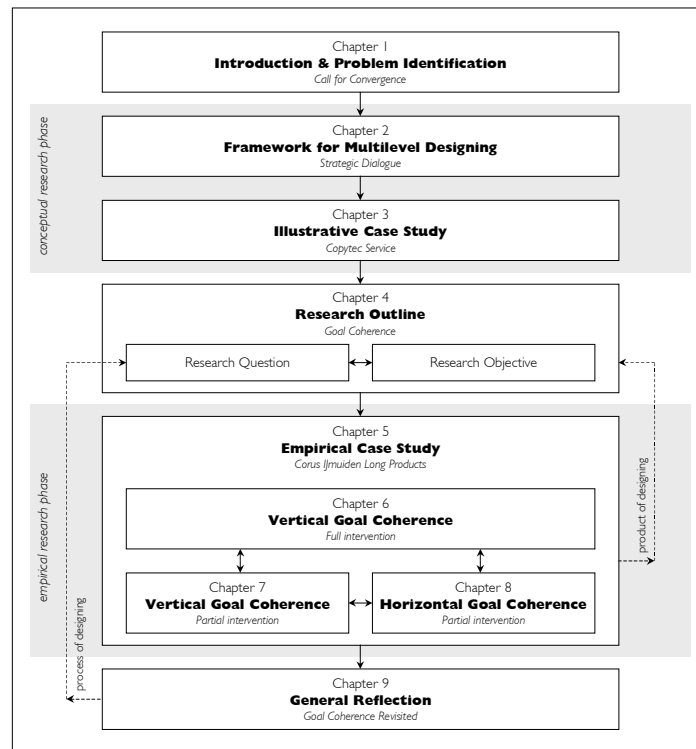 Chapter 1
Introduction & Problem Identification
Call for Convergence
conceptual research phase
Chapter 2
Framework for Multilevel Designing
Strategic Dialogue
Chapter 3
Illustrative Case Study
Copytec Service
Chapter 4
Research Outline
Goal Coherence
Research Question
Research Objective
empirical research phase
Chapter 5
Empirical Case Study
Corus IJmuiden Long Products
Chapter 6
Vertical Goal Coherence
Full intervention
Chapter 7
Vertical Goal Coherence
Partial intervention
Chapter 8
Horizontal Goal Coherence
Partial intervention
product of designing
process of designing
Chapter 9
General Reflection
Goal Coherence Revisited